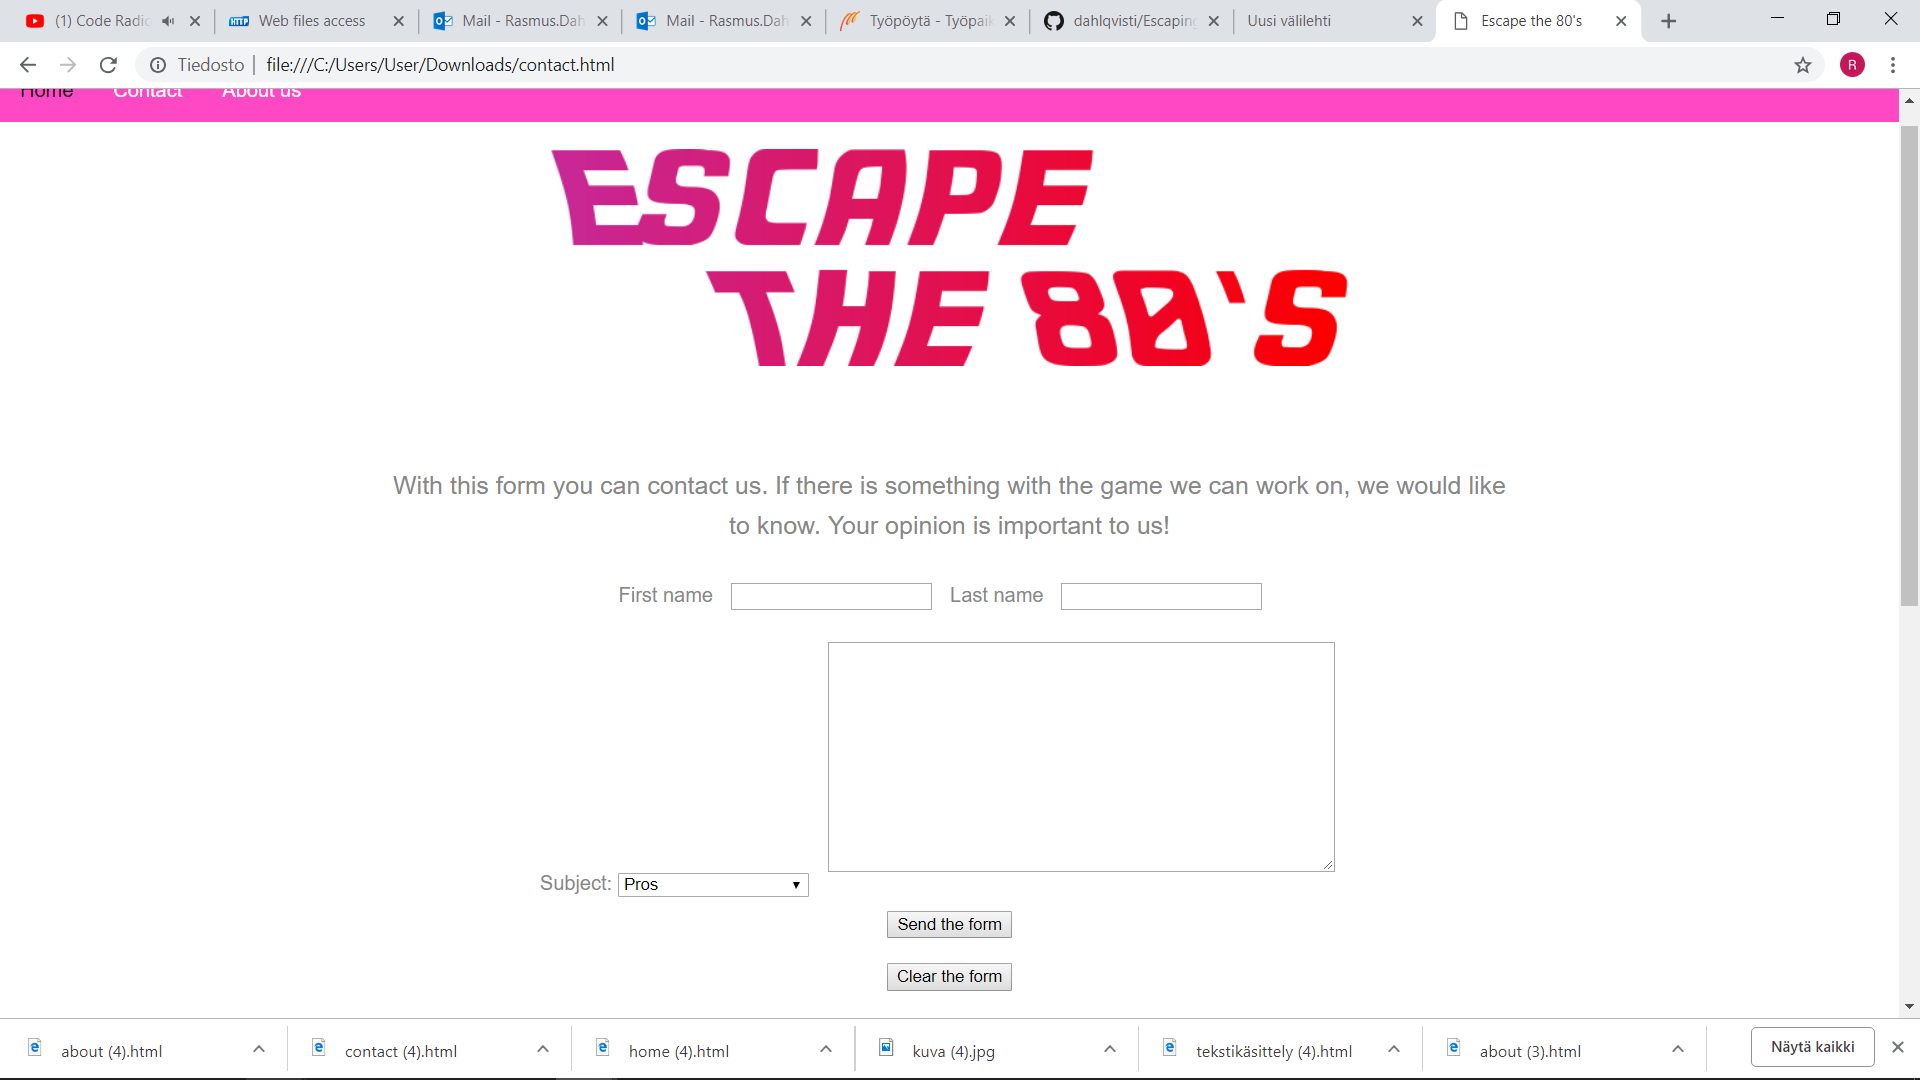 (1) Code Radio
Web files access
Mail - Rasmus.Dah
Mail - Rasmus.Dah
Työpöytä - Työpaik
dahlqvisti/Escaping
Uusi välilehti
Escape the 80's
Tiedosto
file:///C:/Users/User/Downloads/contact.html
R
Home
Contact
About us
ESCAPE
THE 80`S
With this form you can contact us. If there is something with the game we can work on, we would like
to know. Your opinion is important to us!
First name
Last name
Subject:
Pros
Send the form
Clear the form
about (4).html
contact (4).html
home (4).html
kuva (4).jpg
tekstikäsittely (4).html
about (3).html
Näytä kaikki